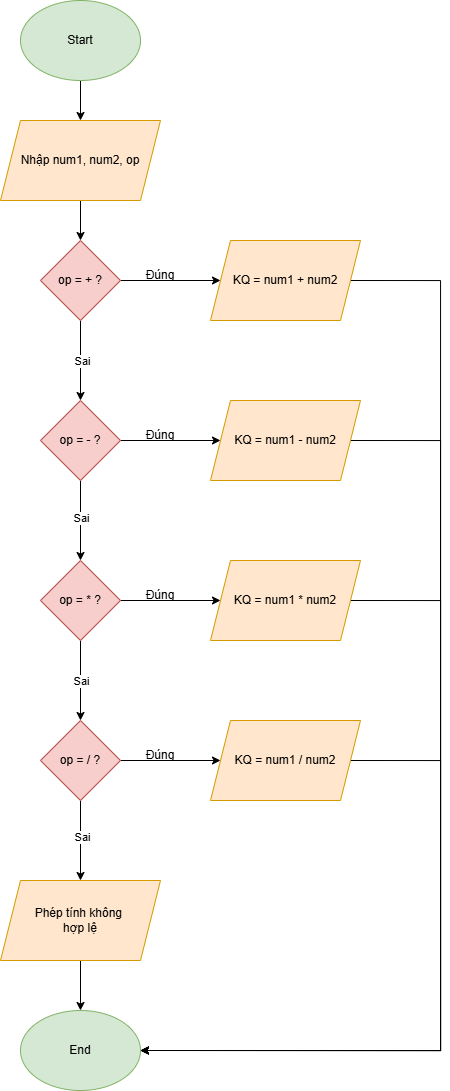 Start
Nhập num1, num2, op
op = + ?
Đúng
KQ = num1 + num2
Sai
op = - ?
Đúng
KQ = num1 - num2
Sai
op = * ?
Đúng
KQ = num1 * num2
Sai
op = / ?
Đúng
KQ = num1 / num2
Sai
Phép tính không
hợp lệ
End